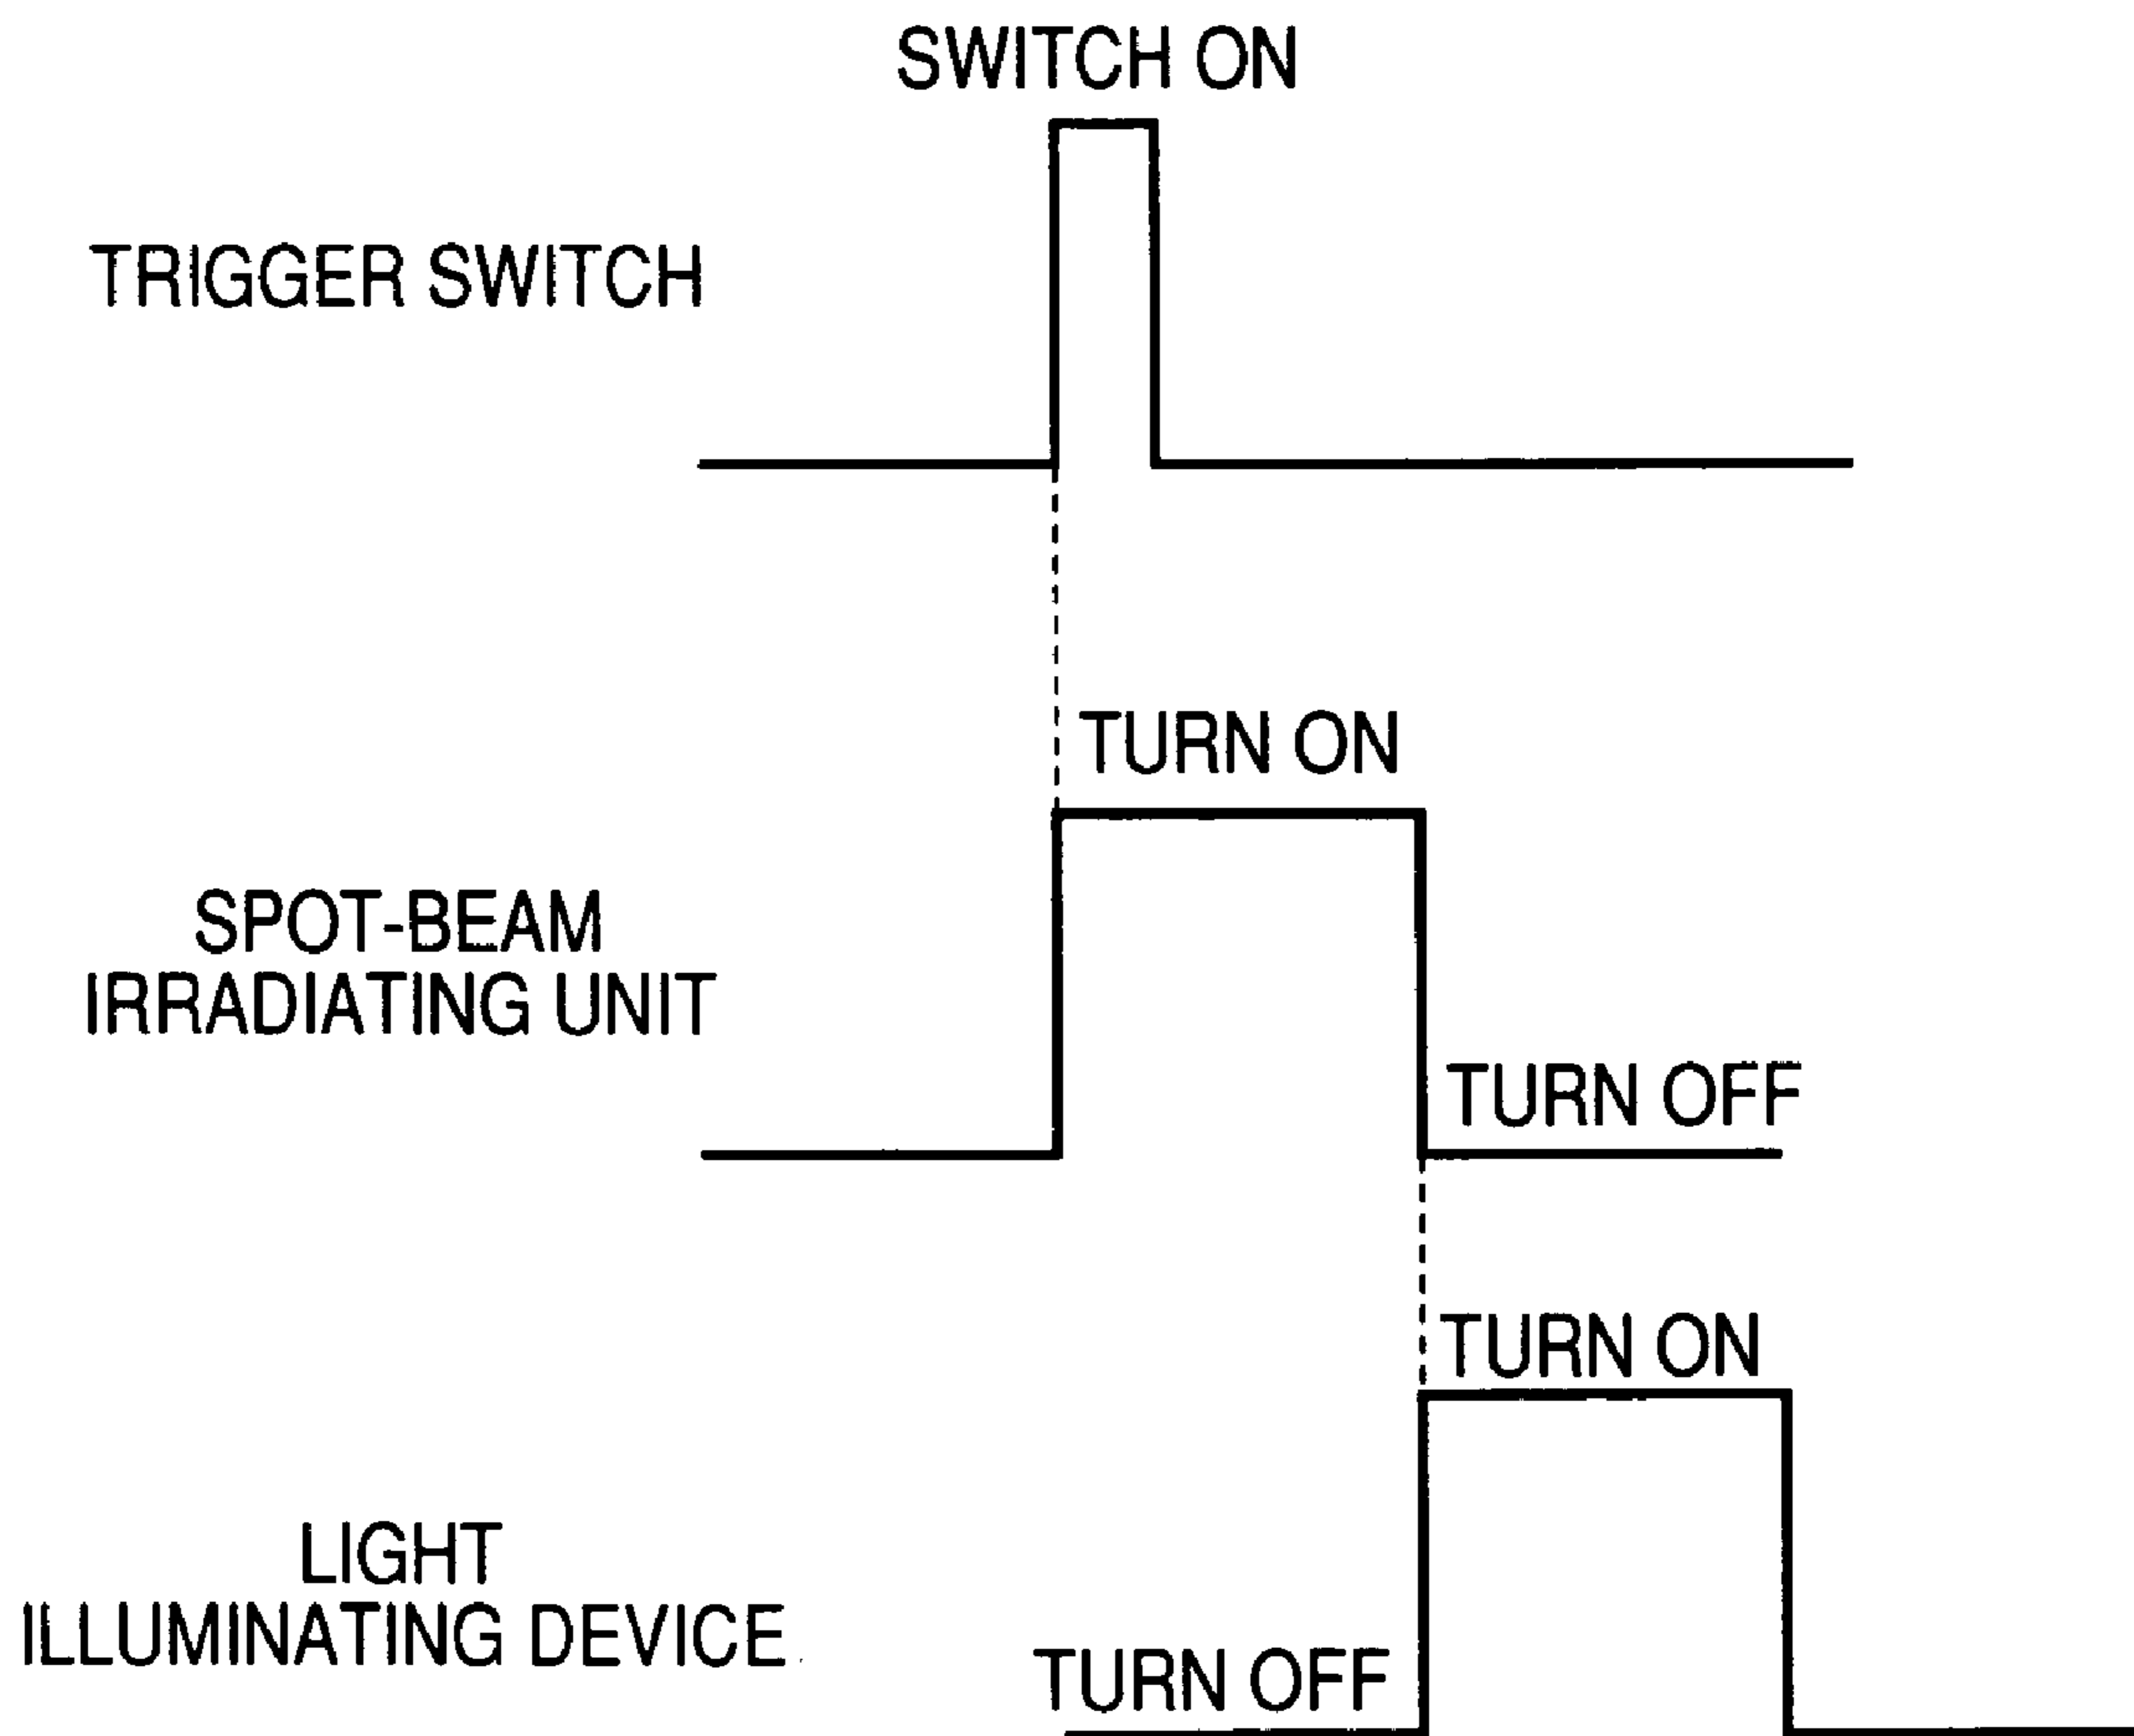 SWITCH ON
TRIGGER SWITCH
TURN ON
SPOT-BEAM
IRRADIATING UNIT
TURN OFF
TURN ON
LIGHT
ILLUMINATING DEVICE
TURN OFF